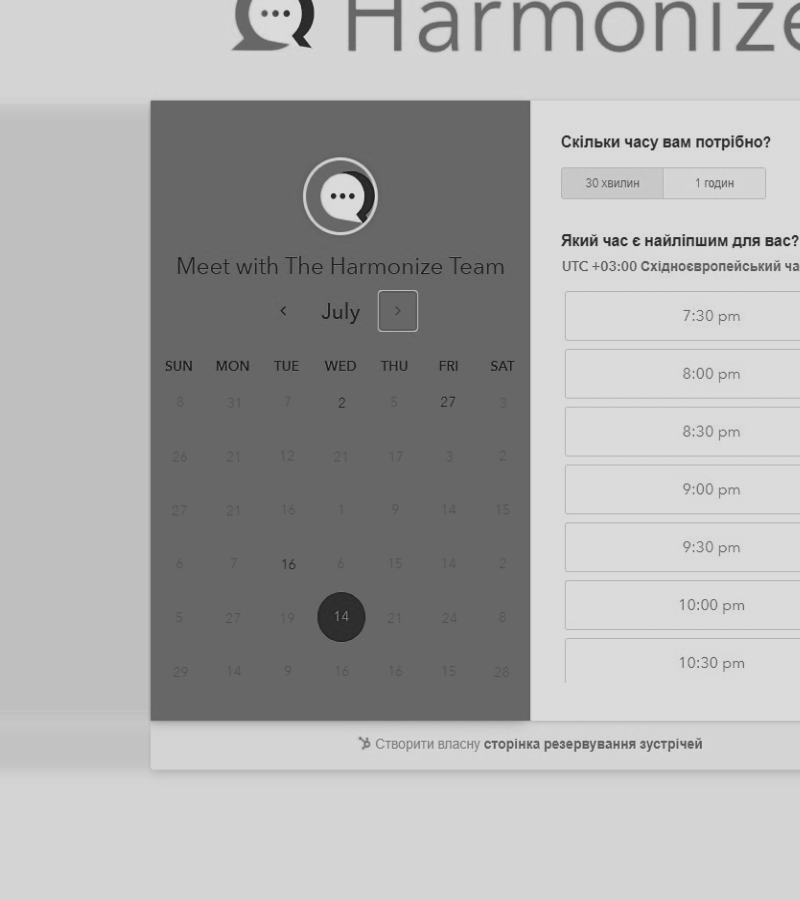 Harmonize
Скільки часу вам потрібно?
30 хвилин 1 годин
Meet with The Harmonize Team
July
SUN MON TUE WED THU FRI SAT
8 31 7 2 5 27 3
26 21 12 21 17 3 2
27 21 16 1 9 14 15
6 7 16 6 15 14 2
5 27 19 14 21 24 8
29 14 9 16 16 15 28
Який час є найліпшим для вас?
UTC +03:00 Східноєвропейський ча
7:30 pm
8:00 pm
8:30 pm
9:00 pm
9:30 pm
10:00 pm
10:30 pm
Створити власну сторінка резервування зустрічей